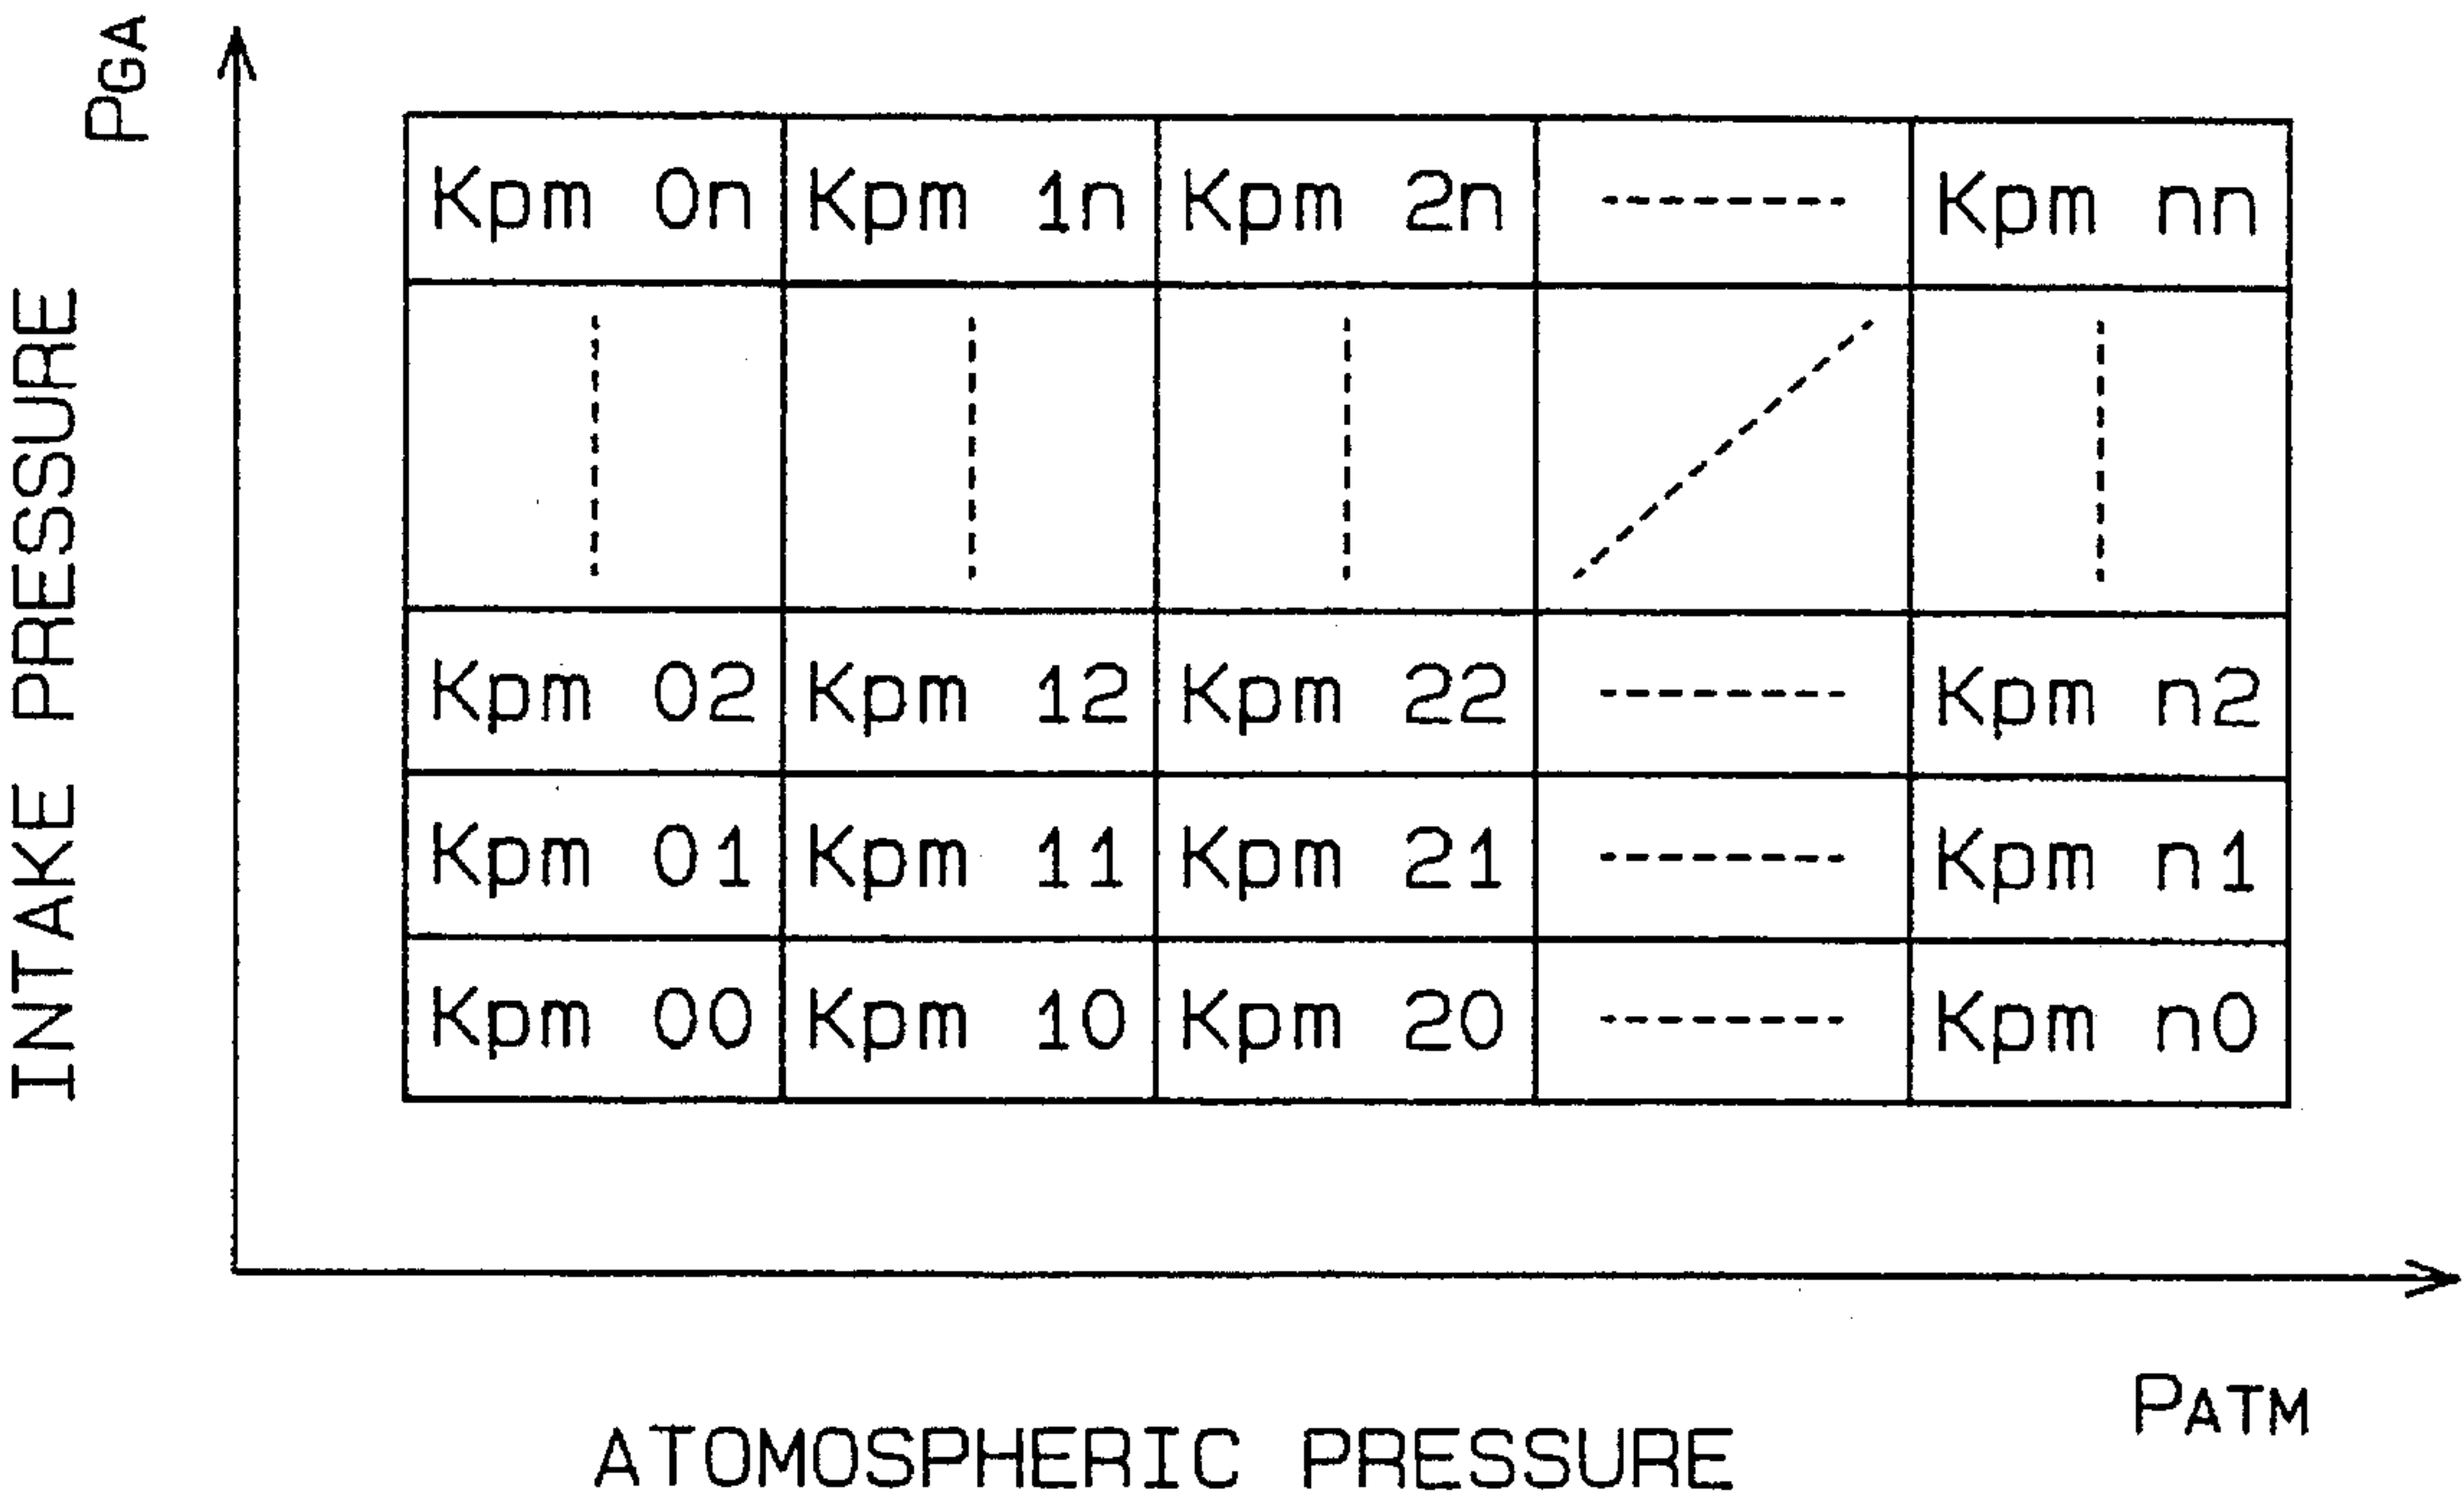 PGA
INTAKE PRESSURE
Kpm 0n Kpm 1n Kpm 2n -------- Kpm nn
Kpm 02 Kpm 12 Kpm 22 -------- Kpm n2
Kpm 01 Kpm 11 Kpm 21 -------- Kpm n1
Kpm 00 Kpm 10 Kpm 20 -------- Kpm n0
PATM
ATOMOSPHERIC PRESSURE